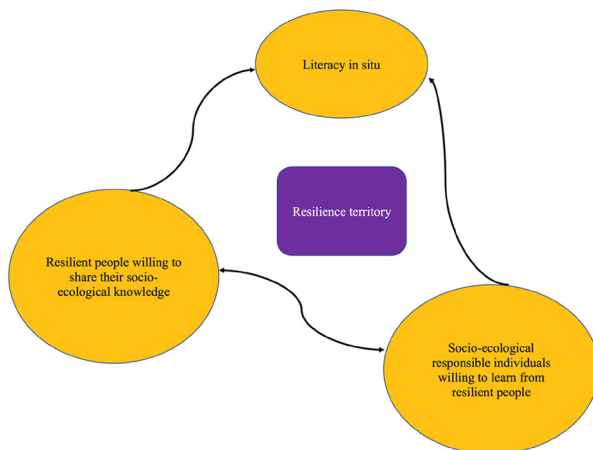 Literacy in situ
Resilience territory
Resilient people willing to
share their socio-
ecological knowledge
Socio-ecological
responsible individuals
willing to learn from
resilient people